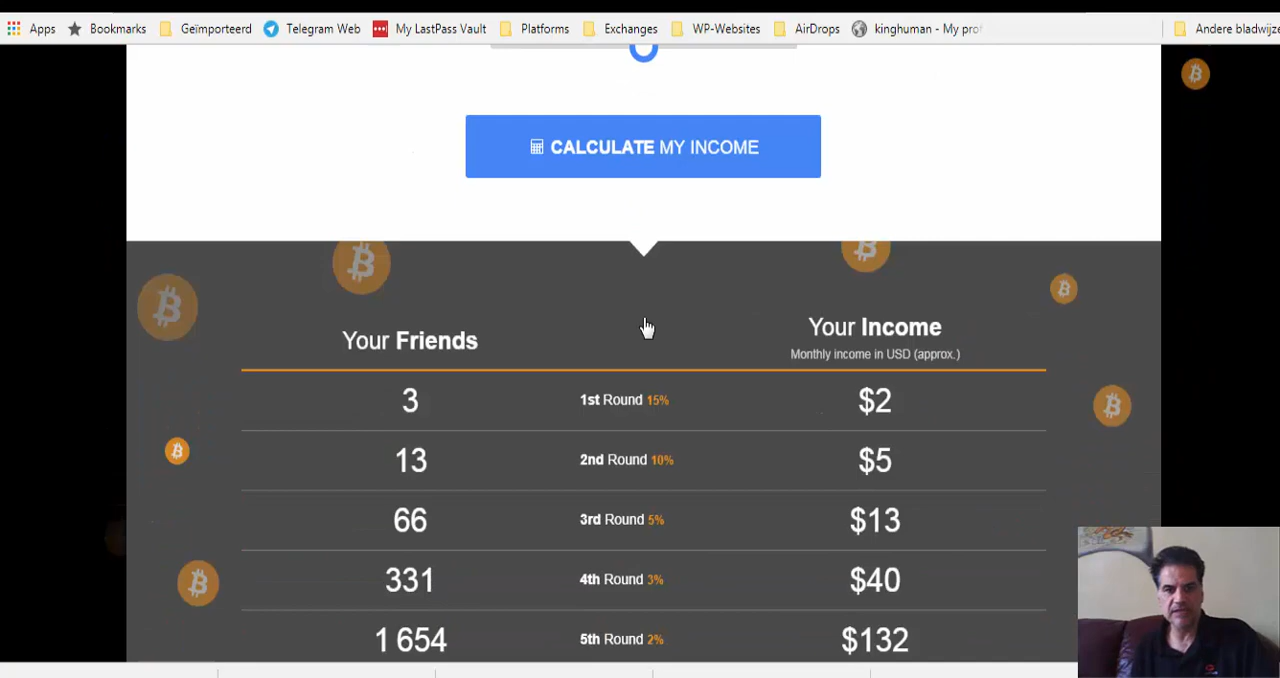 Apps Bookmarks Geïmporteerd Telegram Web My LastPass Vault Platforms Exchanges WP-Websites AirDrops kinghuman - My prof Andere bladwijze
CALCULATE MY INCOME
Your Friends
Your Income
Monthly income in USD (approx.)
3 1st Round 15% $2
13 2nd Round 10% $5
66 3rd Round 5% $13
331 4th Round 3% $40
1 654 5th Round 2% $132